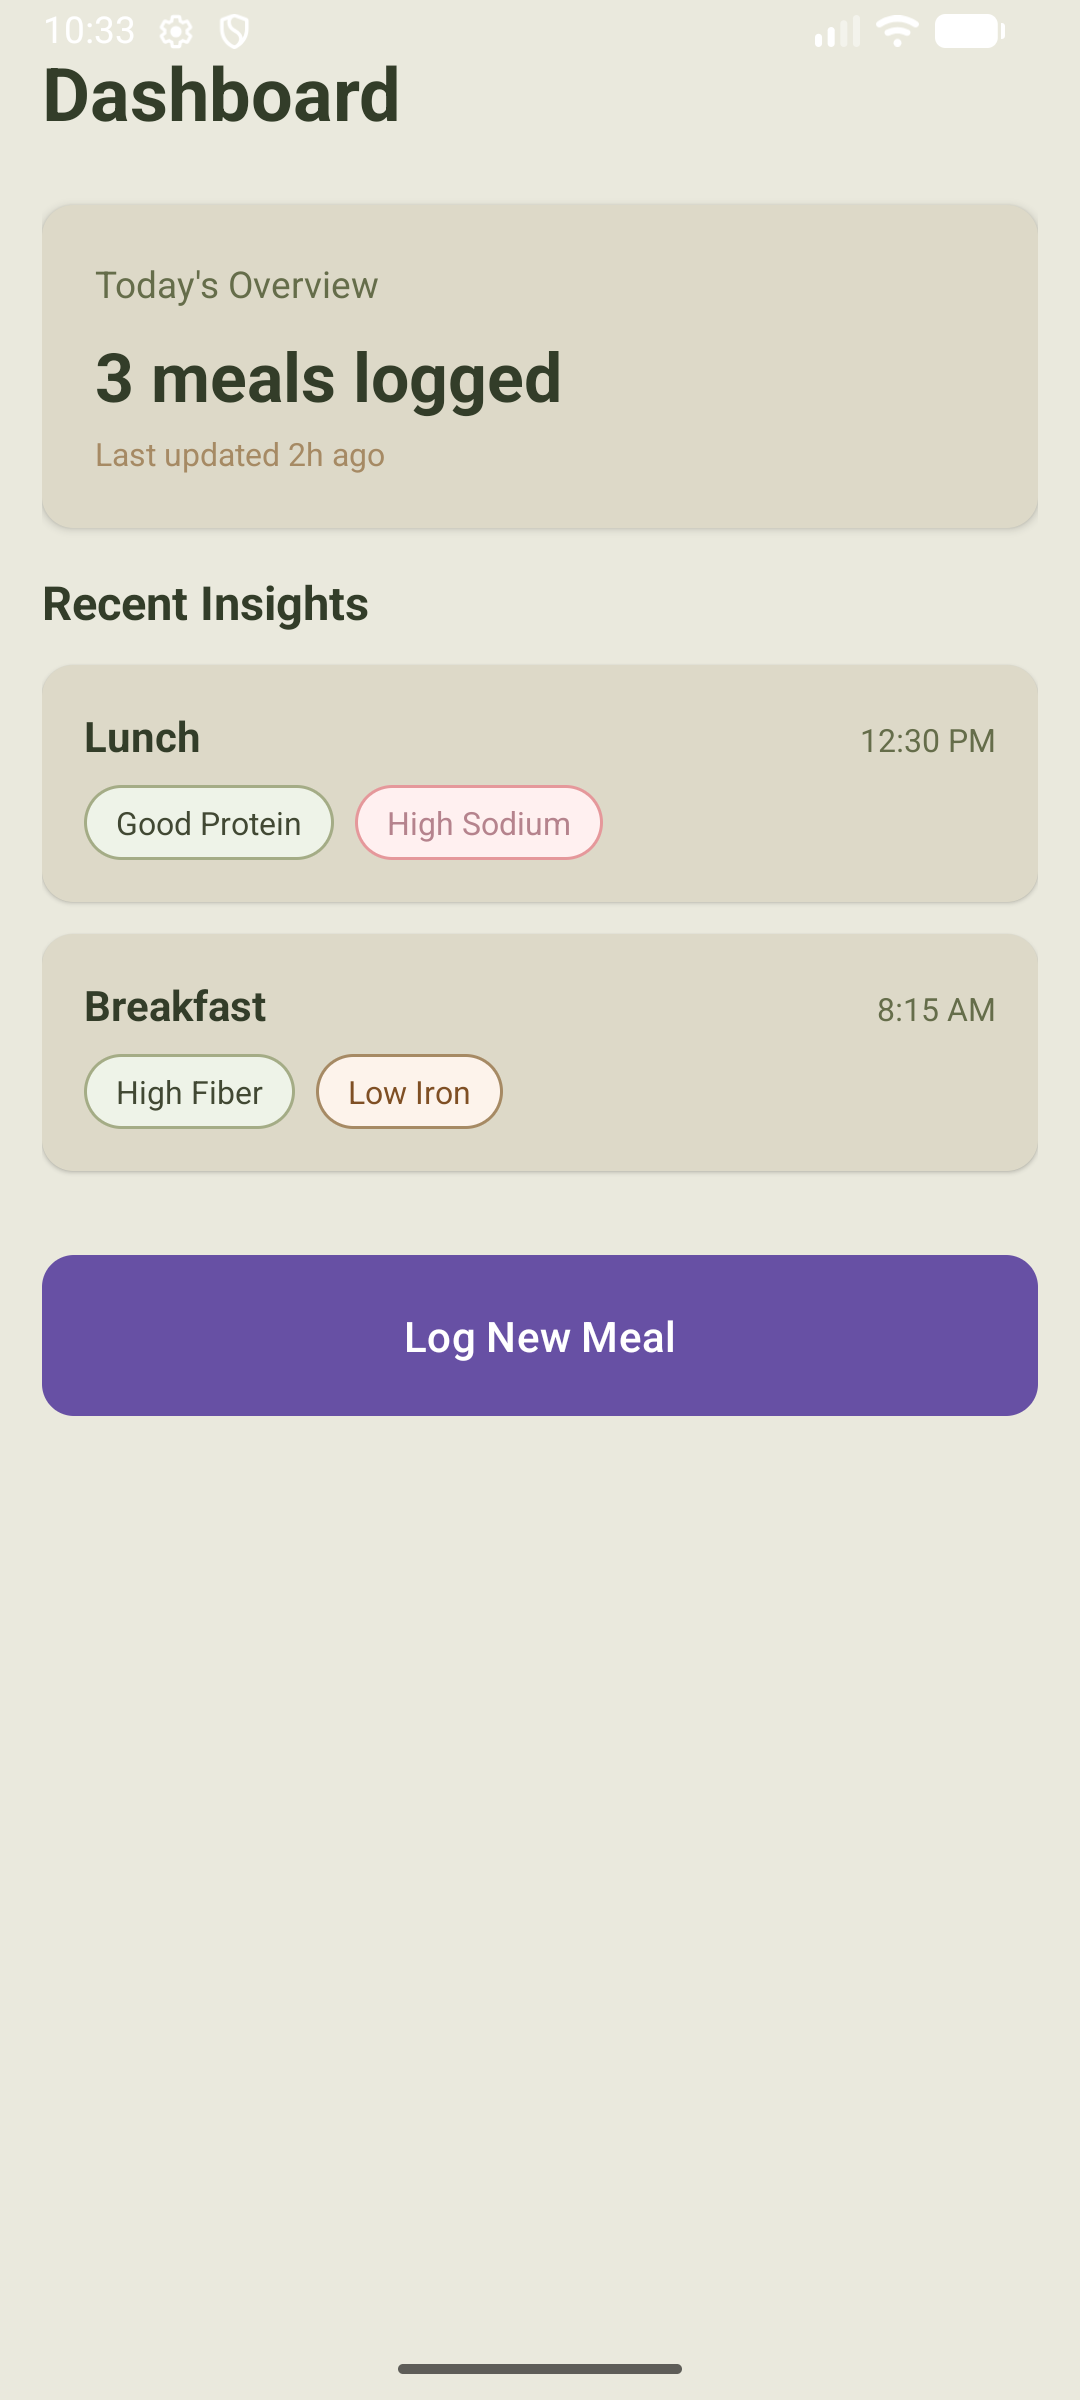 10:33
Dashboard
Today's Overview
3 meals logged
Last updated 2h ago
Recent Insights
Lunch 12:30 PM
Good Protein High Sodium
Breakfast 8:15 AM
High Fiber Low Iron
Log New Meal